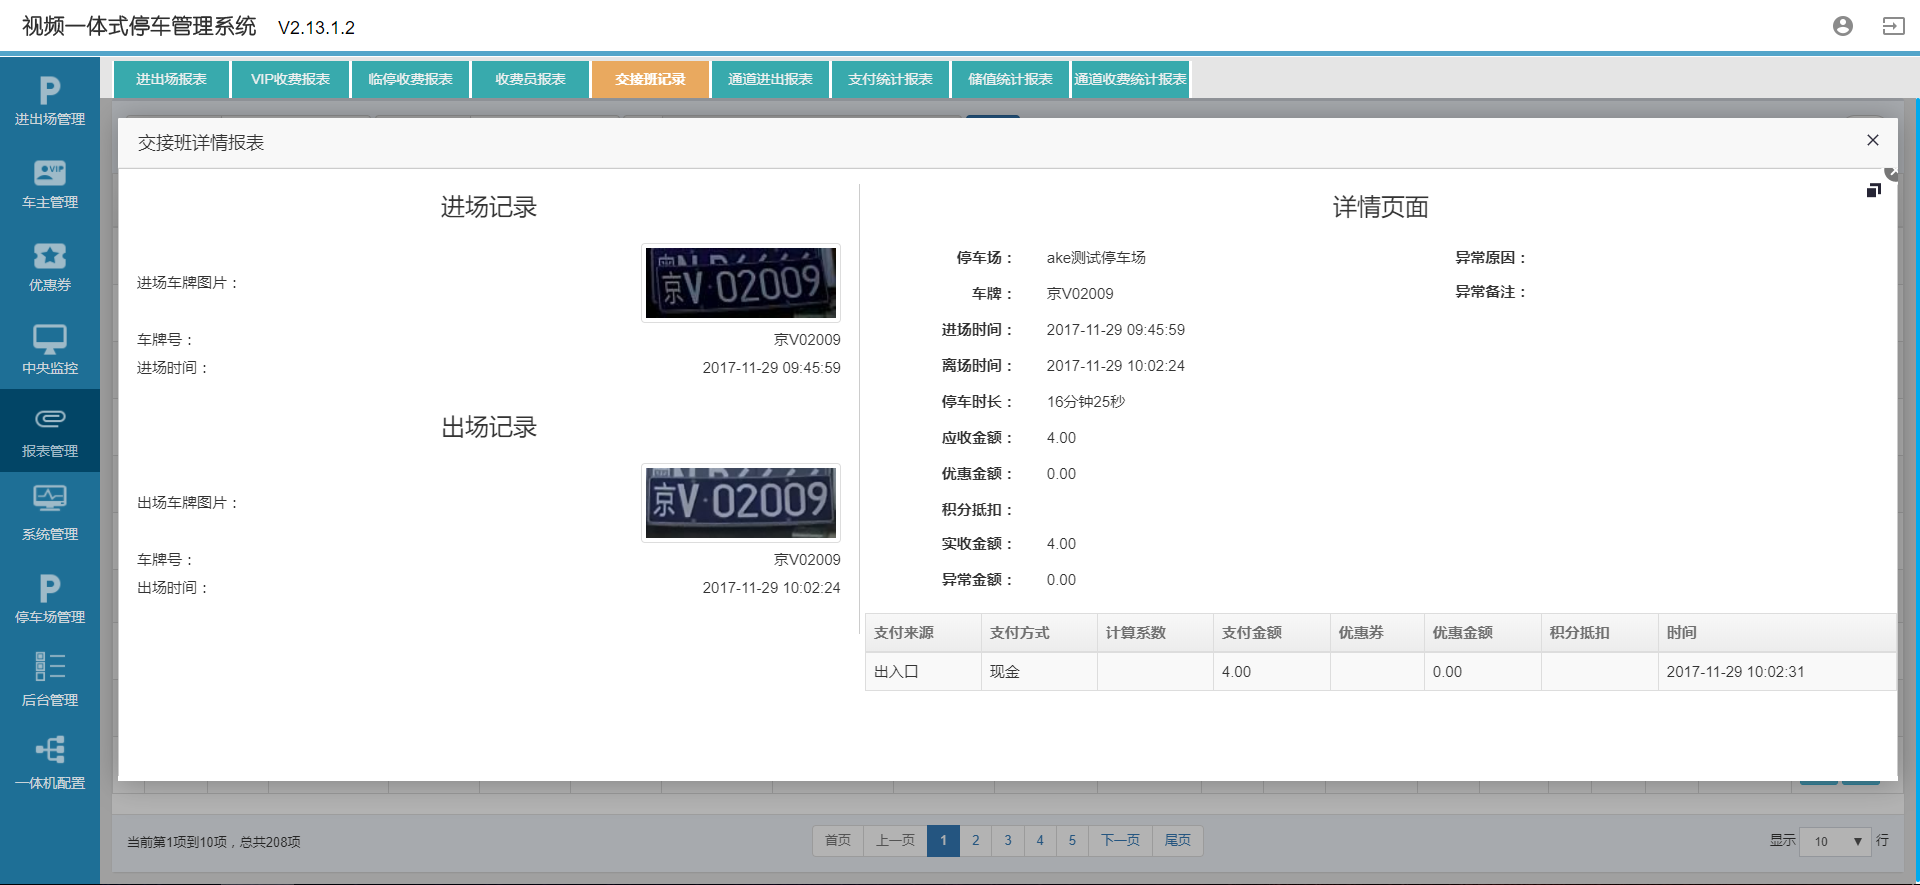 视频一体式停车管理系统 V2.13.1.2
进出场报表 VIP收费报表 临停收费报表 收费员报表 交接班记录 通道进出报表 支付统计报表 储值统计报表 通道收费统计报表
进出场管理
VIP
车主管理
优惠券
中央监控
报表管理
系统管理
停车场管理
后台管理
一体机配置
交接班详情报表
进场记录
进场车牌图片：
京V·02009
车牌号： 京V02009
进场时间： 2017-11-29 09:45:59
出场记录
出场车牌图片：
京V·02009
车牌号： 京V02009
出场时间： 2017-11-29 10:02:24
详情页面
停车场： ake测试停车场 异常原因：
车牌： 京V02009 异常备注：
进场时间： 2017-11-29 09:45:59
离场时间： 2017-11-29 10:02:24
停车时长： 16分钟25秒
应收金额： 4.00
优惠金额： 0.00
积分抵扣：
实收金额： 4.00
异常金额： 0.00
支付来源 支付方式 计算系数 支付金额 优惠券 优惠金额 积分抵扣 时间
出入口 现金 4.00 0.00 2017-11-29 10:02:31
当前第1项到10项，总共208项 首页 上一页 1 2 3 4 5 下一页 尾页 显示 10 行